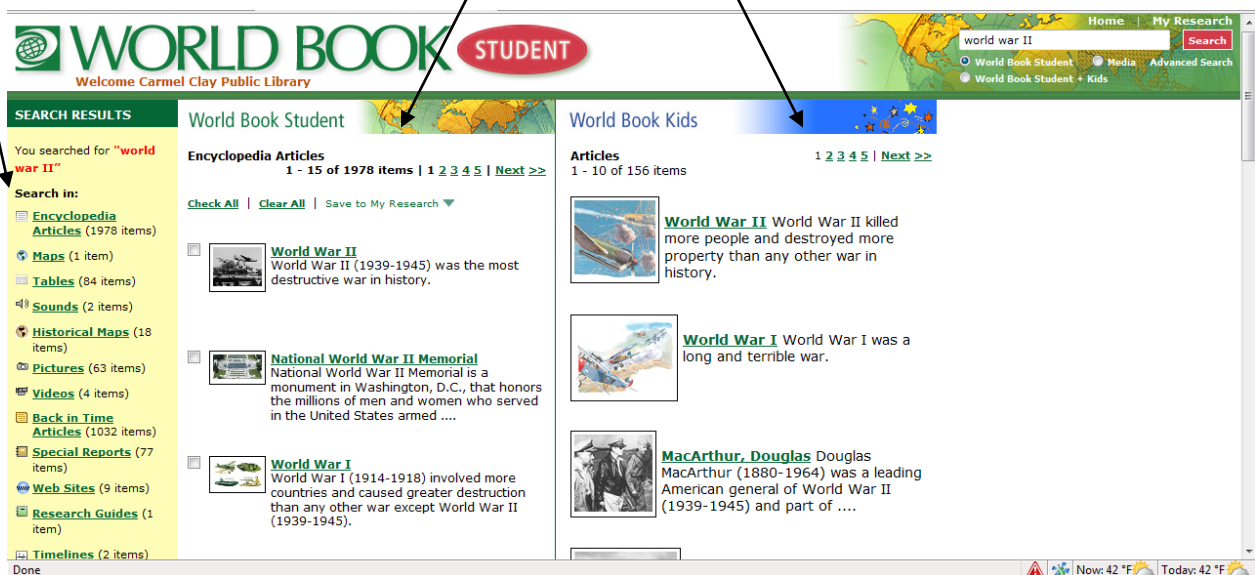 WORLD BOOK STUDENT
Welcome Carmel Clay Public Library
Home | My Research
world war II Search
World Book Student Media Advanced Search
World Book Student + Kids
SEARCH RESULTS
You searched for "world
war II"
Search in:
Encyclopedia
Articles (1978 items)
Maps (1 item)
Tables (84 items)
Sounds (2 items)
Historical Maps (18
items)
Pictures (63 items)
Videos (4 items)
Back in Time
Articles (1032 items)
Special Reports (77
items)
Web Sites (9 items)
Research Guides (1
item)
Timelines (2 items)
World Book Student
Encyclopedia Articles
1 - 15 of 1978 items | 1 2 3 4 5 | Next >>
Check All | Clear All | Save to My Research
World War II
World War II (1939-1945) was the most
destructive war in history.
National World War II Memorial
National World War II Memorial is a
monument in Washington, D.C., that honors
the millions of men and women who served
in the United States armed ....
World War I
World War I (1914-1918) involved more
countries and caused greater destruction
than any other war except World War II
(1939-1945).
World Book Kids
Articles 1 2 3 4 5 | Next >>
1 - 10 of 156 items
World War II World War II killed
more people and destroyed more
property than any other war in
history.
World War I World War I was a
long and terrible war.
MacArthur, Douglas Douglas
MacArthur (1880-1964) was a leading
American general of World War II
(1939-1945) and part of ....
Done
Now: 42 °F Today: 42 °F